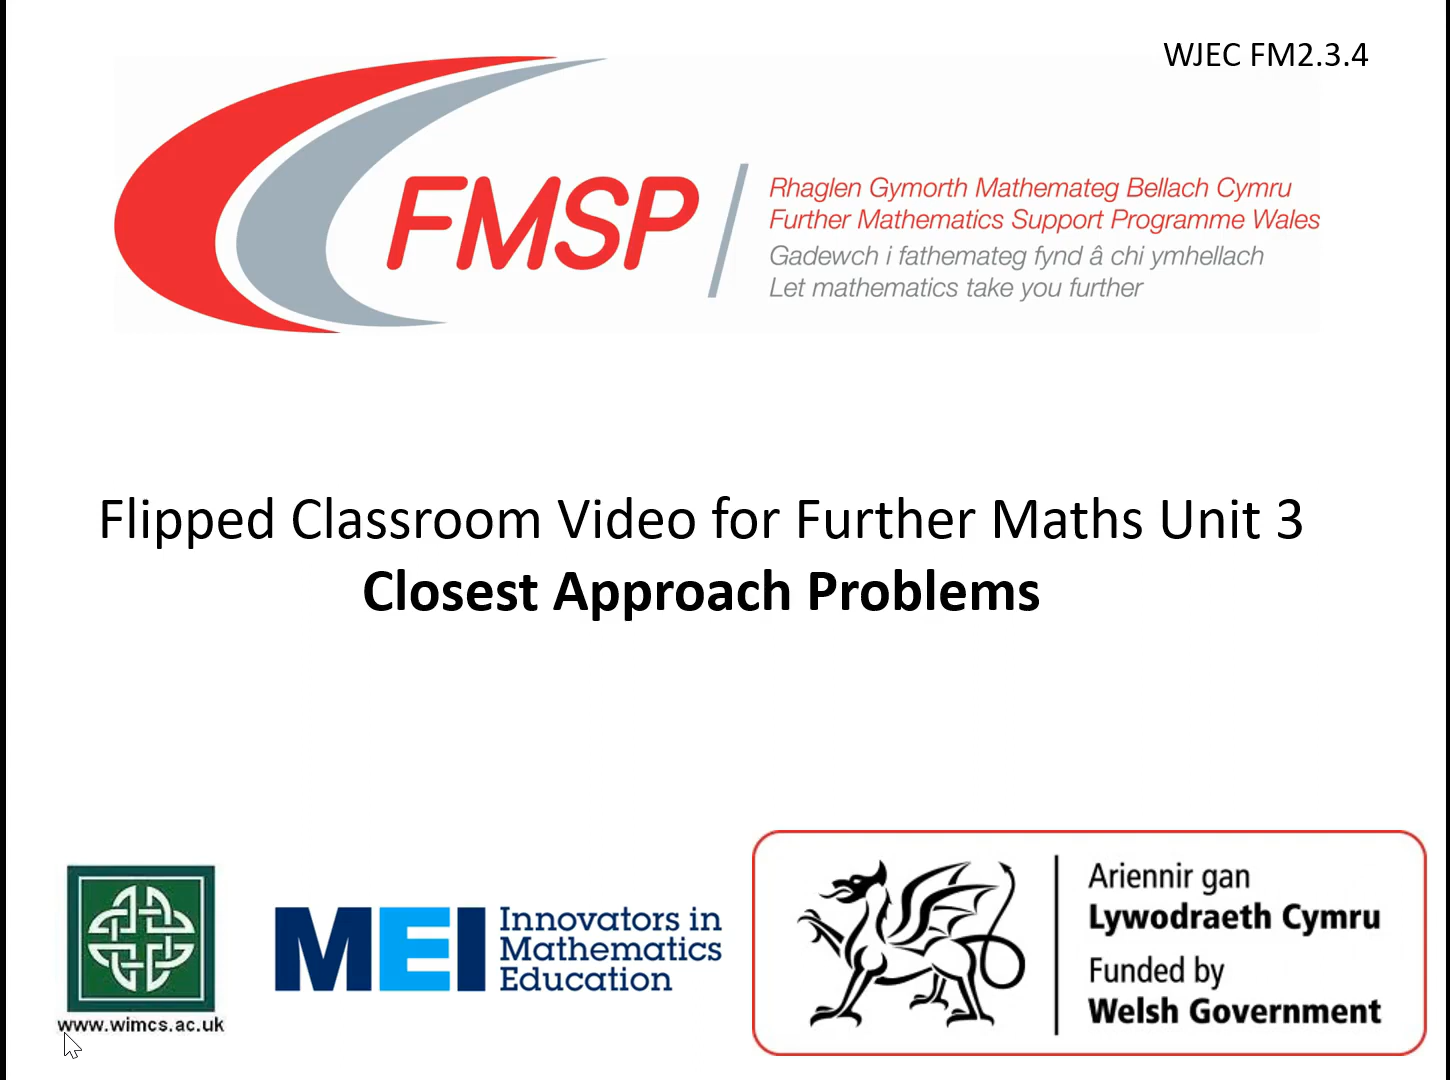 WJEC FM2.3.4
FMSP
Rhaglen Gymorth Mathemateg Bellach Cymru
Further Mathematics Support Programme Wales
Gadewch i fathemateg fynd â chi ymhellach
Let mathematics take you further
Flipped Classroom Video for Further Maths Unit 3
Closest Approach Problems
www.wimcs.ac.uk
MEI
Innovators in
Mathematics
Education
Ariennir gan
Lywodraeth Cymru
Funded by
Welsh Government